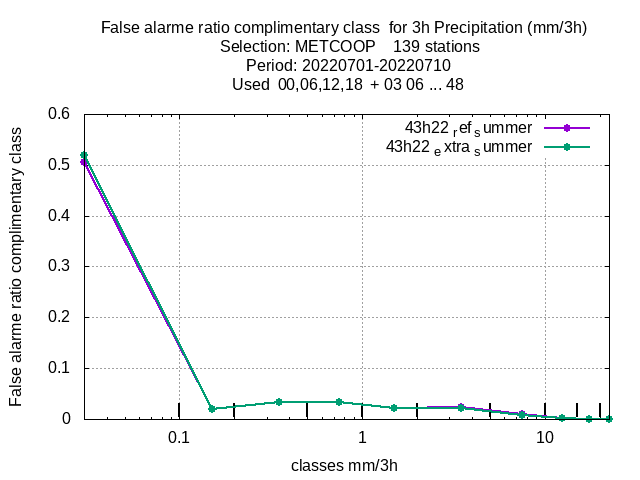 False alarme ratio complimentary class  for 3h Precipitation (mm/3h)
Selection: METCOOP    139 stations
Period: 20220701-20220710
Used  00,06,12,18  + 03 06 ... 48
43h22 ref summer
43h22 extra summer
False alarme ratio complimentary class
0.6
0.5
0.4
0.3
0.2
0.1
0
0.1 1 10
classes mm/3h